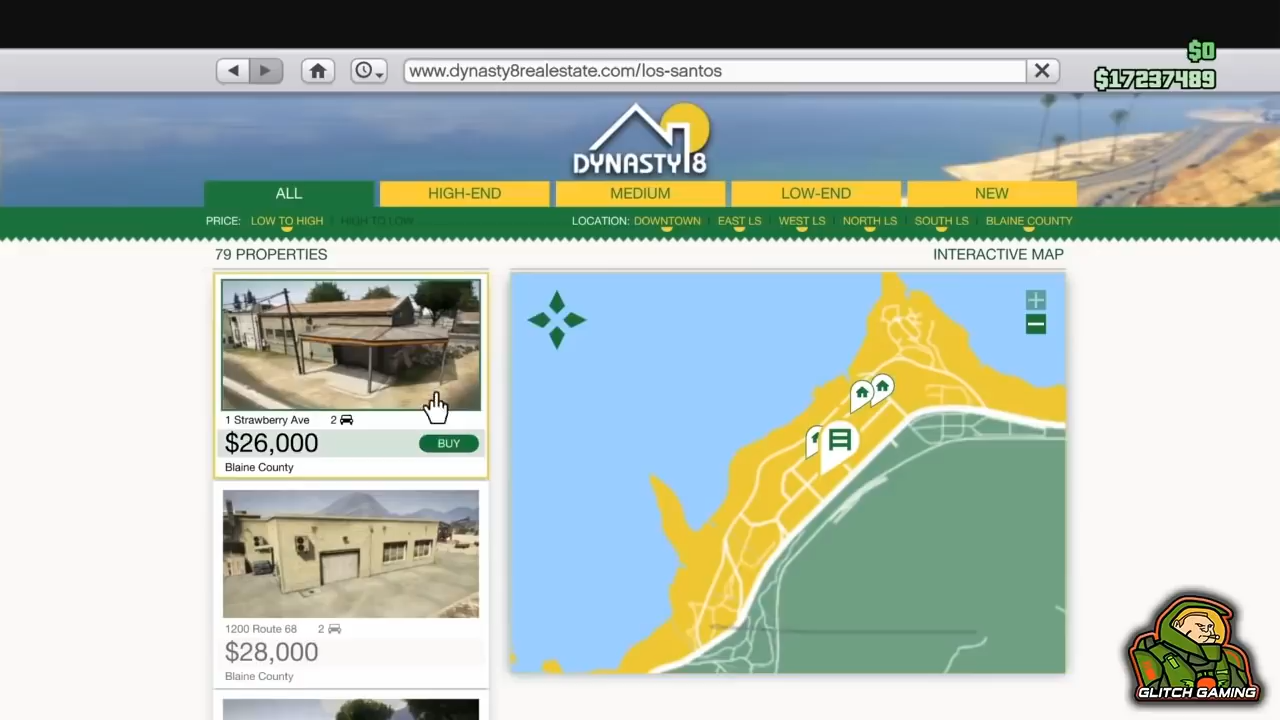 $0
$17237489
www.dynasty8realestate.com/los-santos
DYNASTY 8
ALL HIGH-END MEDIUM LOW-END NEW
PRICE: LOW TO HIGH HIGH TO LOW LOCATION: DOWNTOWN EAST LS WEST LS NORTH LS SOUTH LS BLAINE COUNTY
79 PROPERTIES INTERACTIVE MAP
1 Strawberry Ave 2
$26,000 BUY
Blaine County
1200 Route 68 2
$28,000
Blaine County
GLITCH GAMING